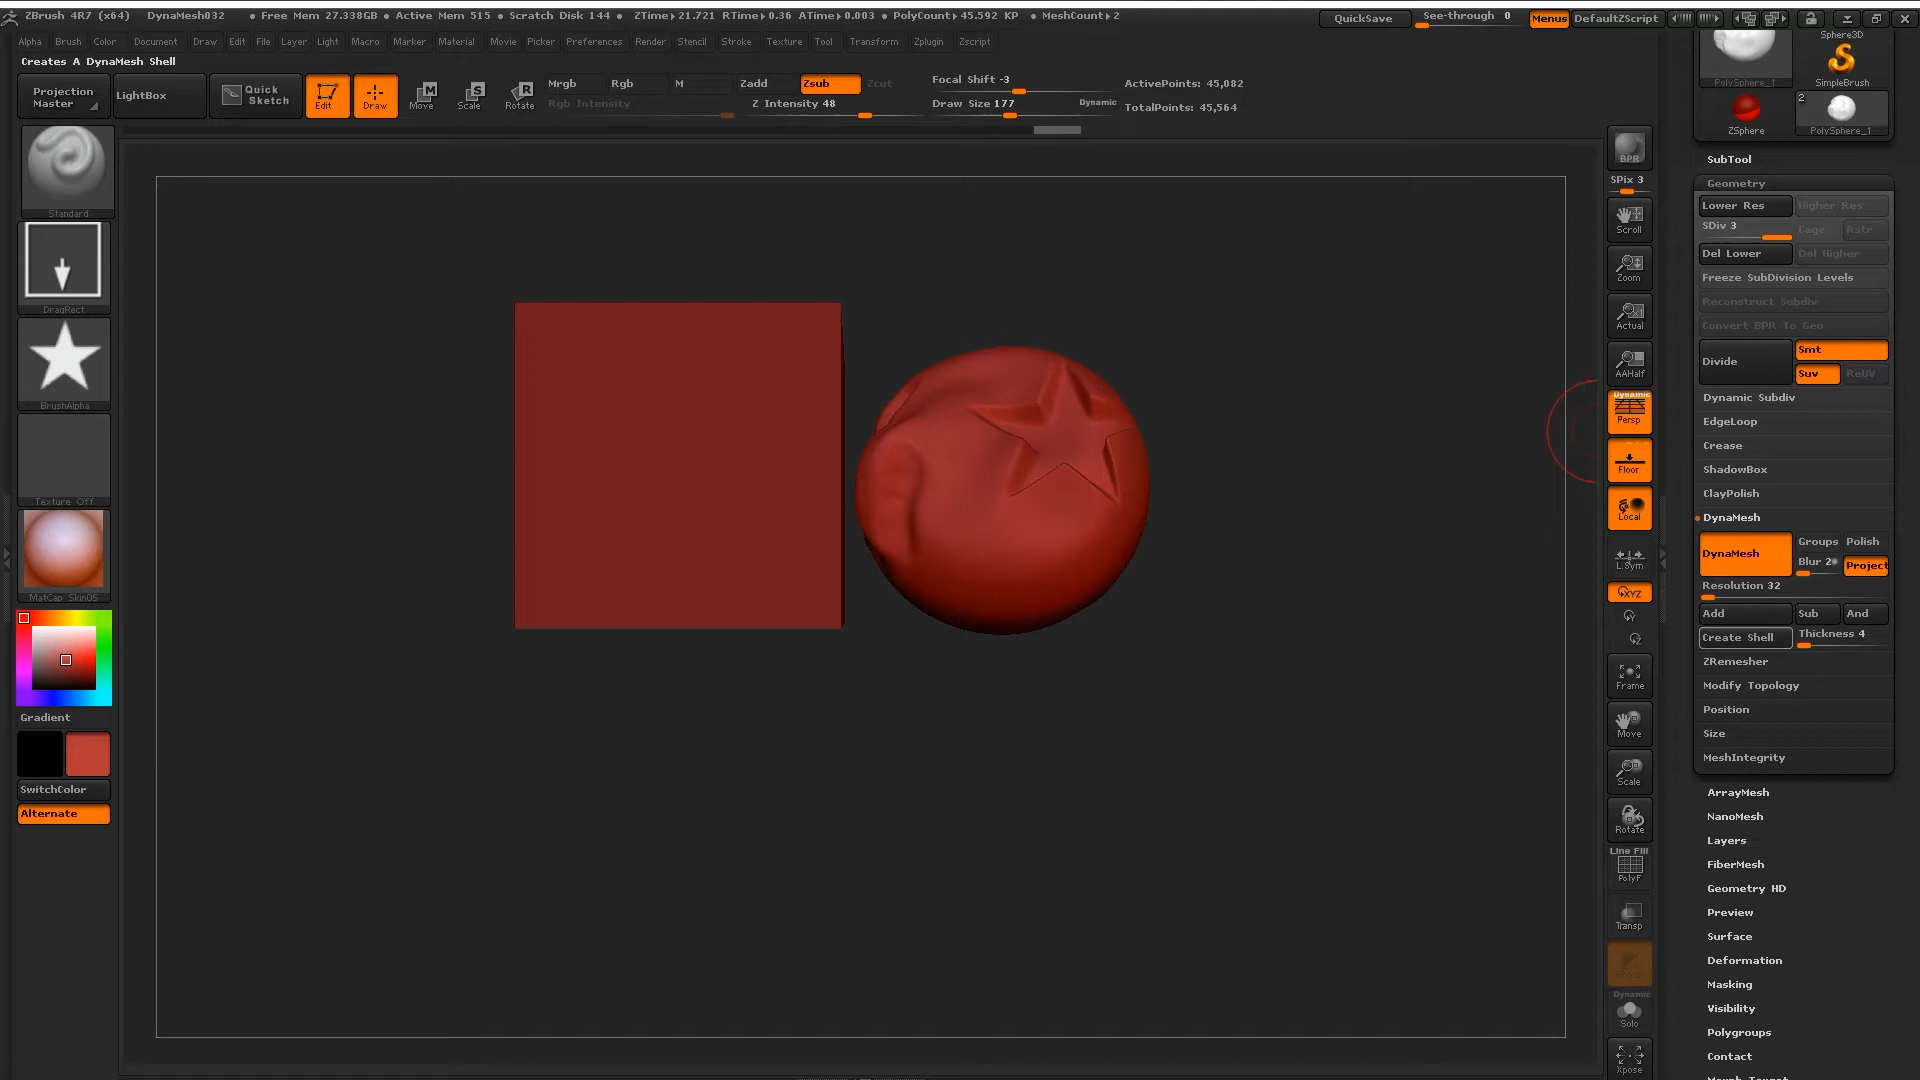 ZBrush 4R7 (x64) DynaMesh032 • Free Mem 27.338GB • Active Mem 515 • Scratch Disk 144 • ZTime▸21.721 RTime▸0.36 ATime▸0.003 • PolyCount▸45.592 KP • MeshCount▸2 QuickSave See-through 0 Menus DefaultZScript
Alpha Brush Color Document Draw Edit File Layer Light Macro Marker Material Movie Picker Preferences Render Stencil Stroke Texture Tool Transform Zplugin Zscript
Creates A DynaMesh Shell
Projection Master
LightBox
Quick Sketch
Edit
Draw
Move
Scale
Rotate
Mrgb Rgb M Zadd Zsub Zcut
Rgb Intensity Z Intensity 48
Focal Shift -3
Draw Size 177 Dynamic
ActivePoints: 45,082
TotalPoints: 45,564
Standard
DragRect
BrushAlpha
Texture Off
MatCap Skin05
Gradient
SwitchColor
Alternate
BPR
SPix 3
Scroll
Zoom
Actual
AAHalf
Dynamic
Persp
Floor
Local
L.Sym
XYZ
Frame
Move
Scale
Rotate
Line Fill
PolyF
Transp
Dynamic
Solo
Xpose
Sphere3D
PolySphere_1 SimpleBrush
2
ZSphere PolySphere_1
SubTool
Geometry
Lower Res Higher Res
SDiv 3 Cage Rstr
Del Lower Del Higher
Freeze SubDivision Levels
Reconstruct Subdiv
Convert BPR To Geo
Divide Smt
Suv ReUV
Dynamic Subdiv
EdgeLoop
Crease
ShadowBox
ClayPolish
DynaMesh
DynaMesh Groups Polish
Blur 2 Project
Resolution 32
Add Sub And
Create Shell Thickness 4
ZRemesher
Modify Topology
Position
Size
MeshIntegrity
ArrayMesh
NanoMesh
Layers
FiberMesh
Geometry HD
Preview
Surface
Deformation
Masking
Visibility
Polygroups
Contact